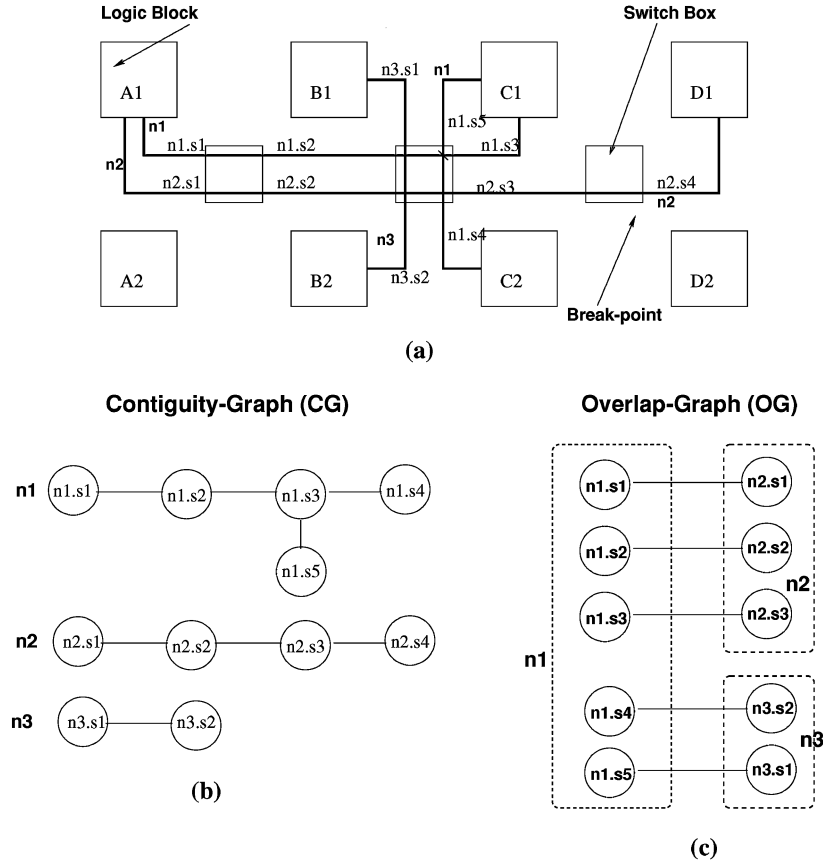 Logic Block
Switch Box
A1
B1
C1
D1
n3.s1
n1
n1.s5
n1
n1.s1
n1.s2
n1.s3
n2
n2.s1
n2.s2
n2.s3
n2.s4
n2
n3
n1.s4
n3.s2
A2
B2
C2
D2
Break-point
(a)
Contiguity-Graph (CG)
n1
n1.s1
n1.s2
n1.s3
n1.s4
n1.s5
n2
n2.s1
n2.s2
n2.s3
n2.s4
n3
n3.s1
n3.s2
(b)
Overlap-Graph (OG)
n1.s1
n2.s1
n1.s2
n2.s2
n2
n1.s3
n2.s3
n1
n1.s4
n3.s2
n3
n1.s5
n3.s1
(c)